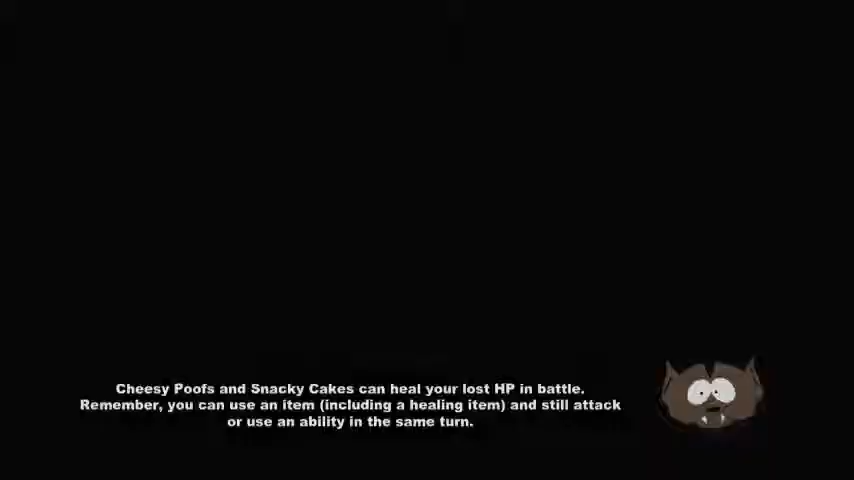 Cheesy Poofs and Snacky Cakes can heal your lost HP in battle.
Remember, you can use an item (including a healing item) and still attack
or use an ability in the same turn.